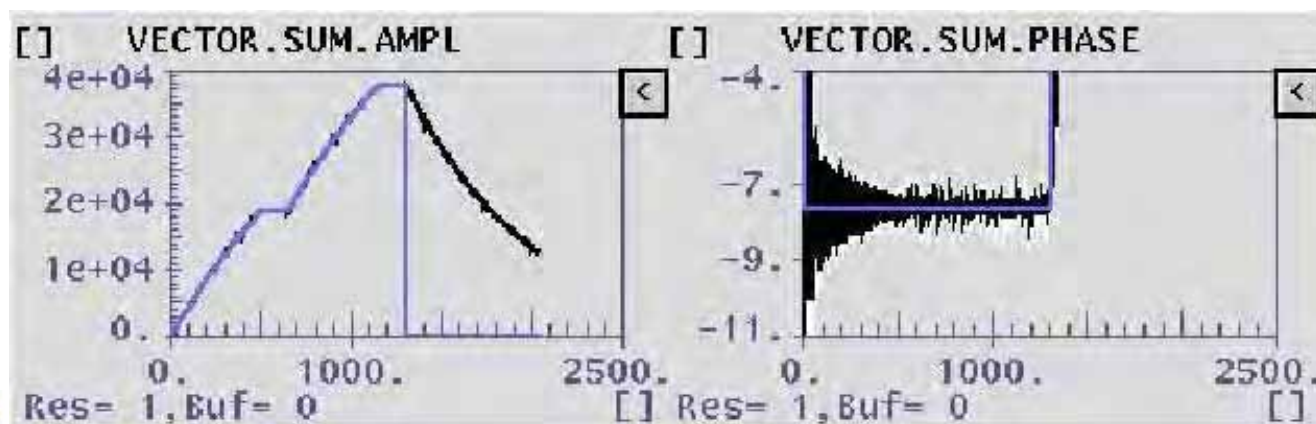 [] VECTOR.SUM.AMPL
4e+04
<
3e+04
2e+04
1e+04
0.
0. 1000. 2500.
Res= 1,Buf= 0 []
[] VECTOR.SUM.PHASE
-4.
<
-7.
-9.
-11.
0. 1000. 2500.
Res= 1,Buf= 0 []